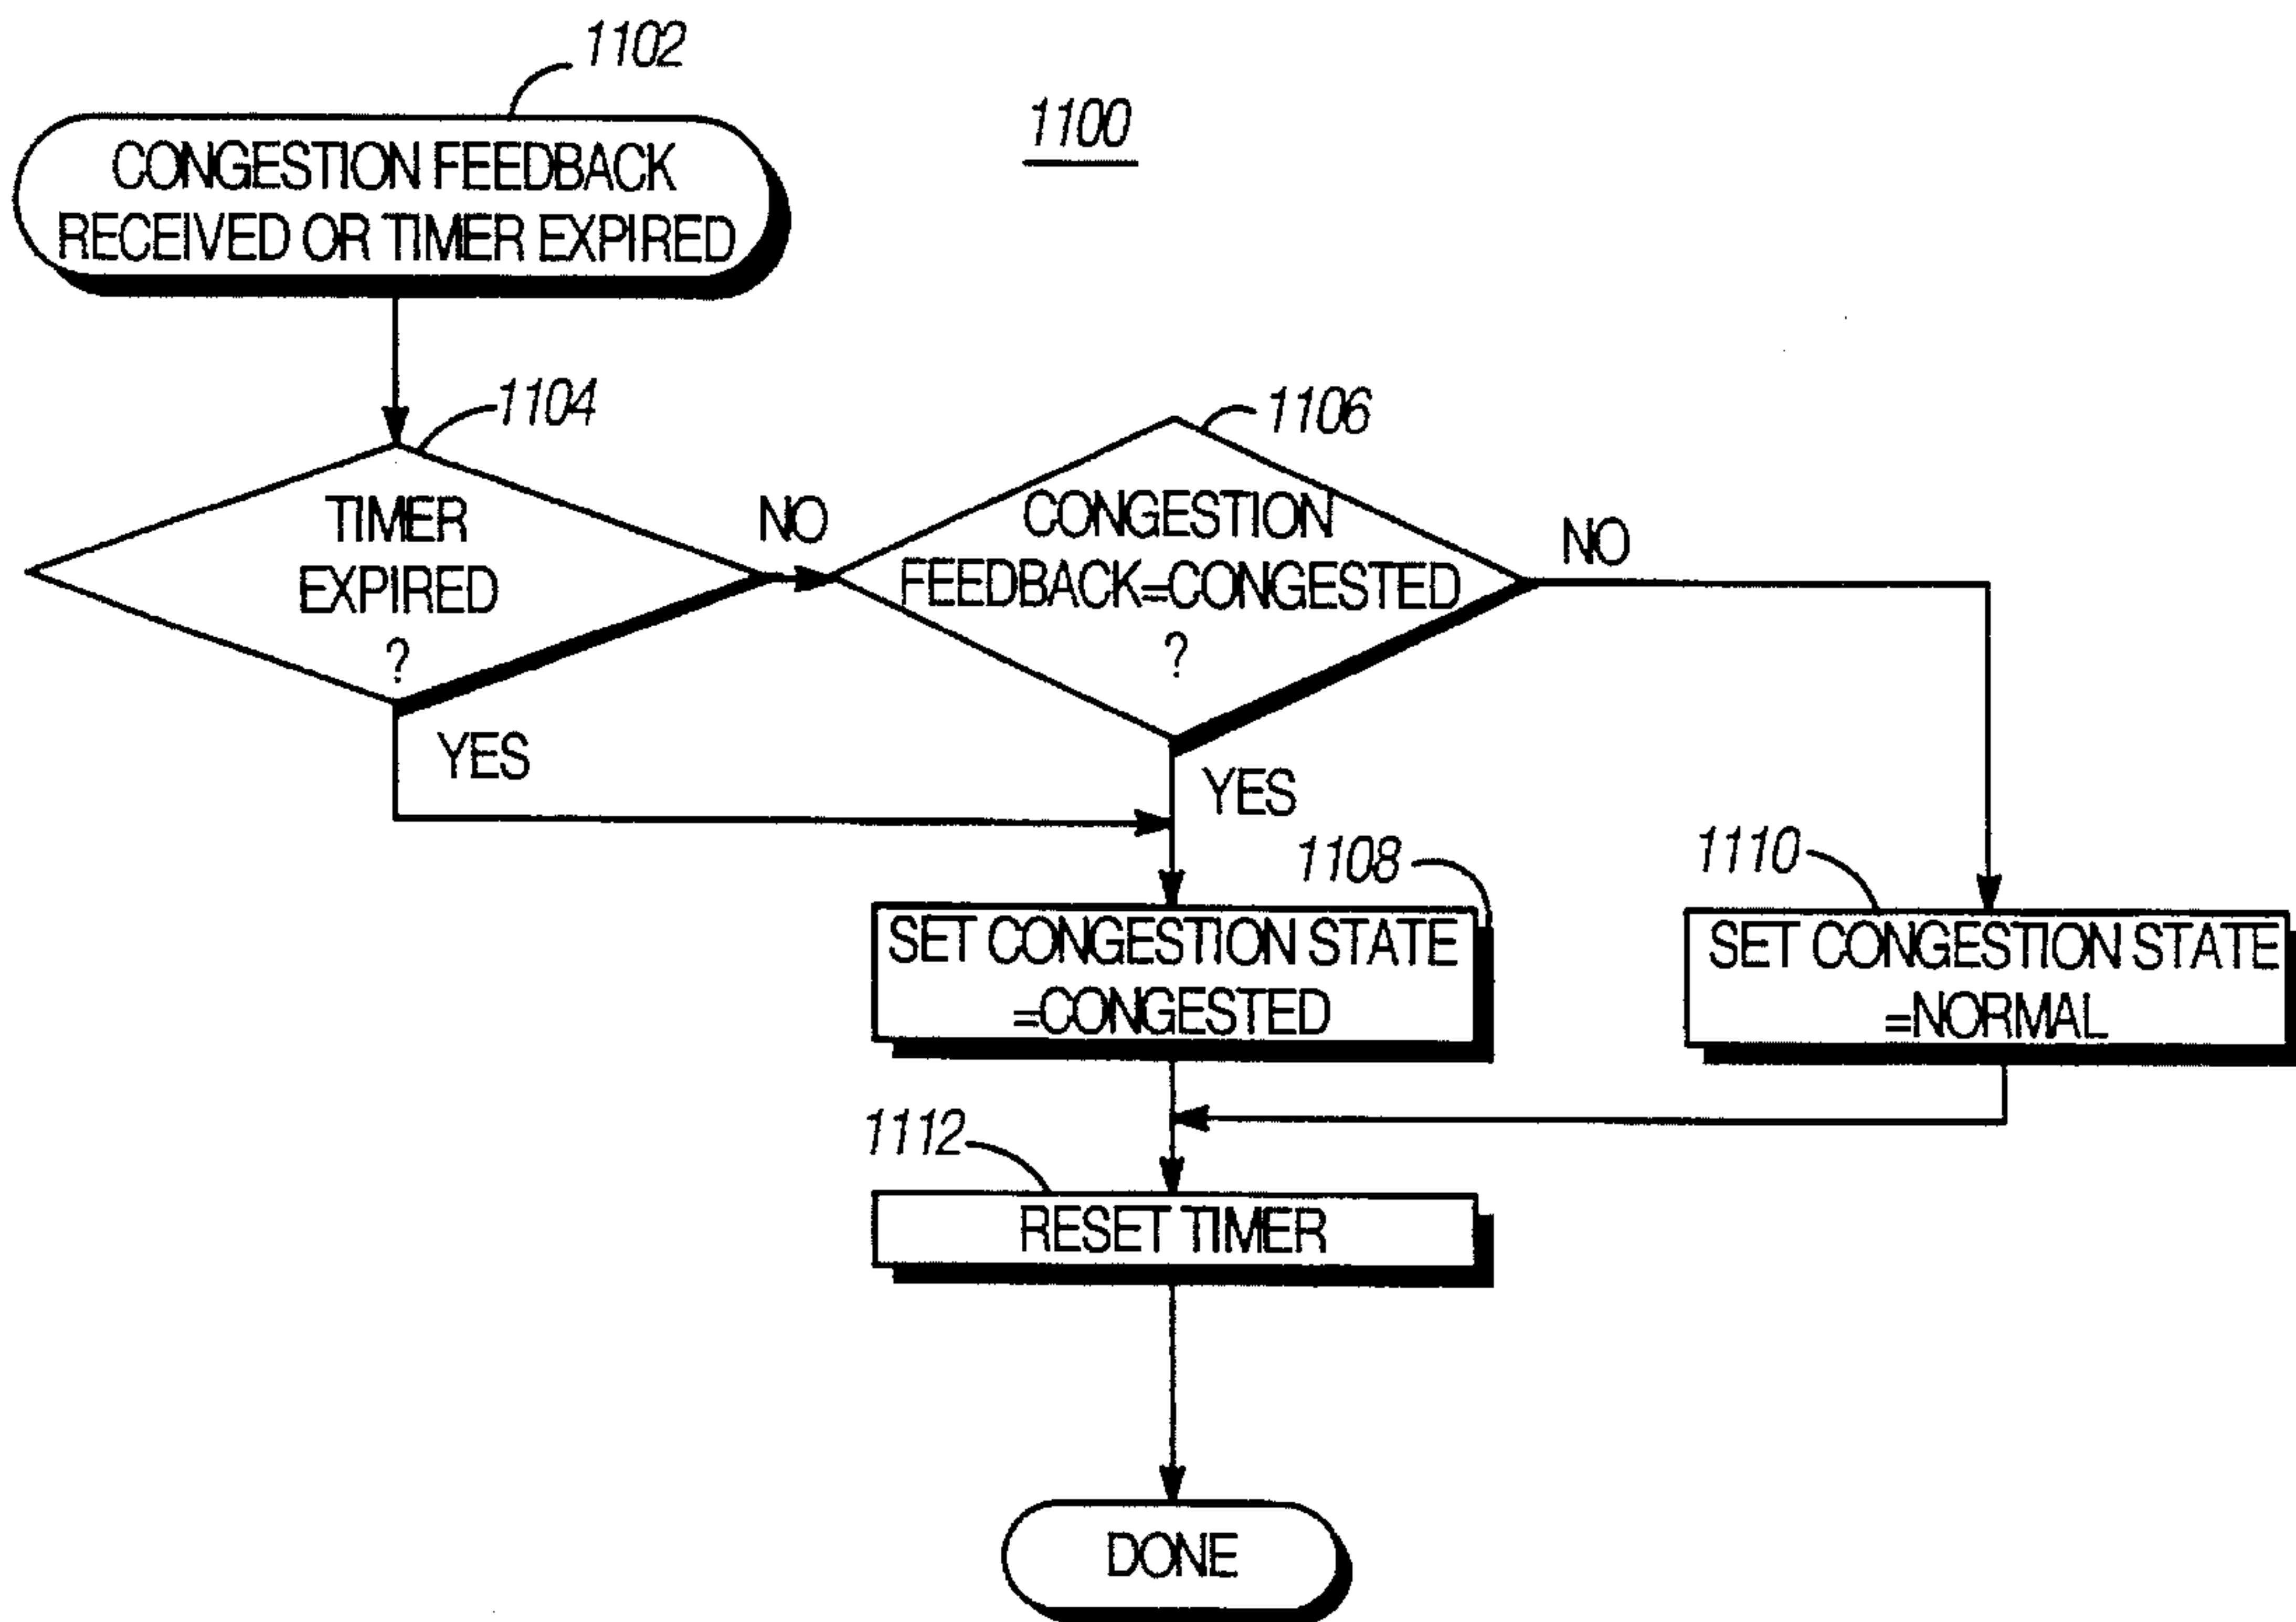 1102
1100
CONGESTION FEEDBACK
RECEIVED OR TIMER EXPIRED
1104
1106
TIMER
EXPIRED
?
NO
CONGESTION
FEEDBACK=CONGESTED
?
NO
YES
YES
1108
1110
SET CONGESTION STATE
=CONGESTED
SET CONGESTION STATE
=NORMAL
1112
RESET TIMER
DONE